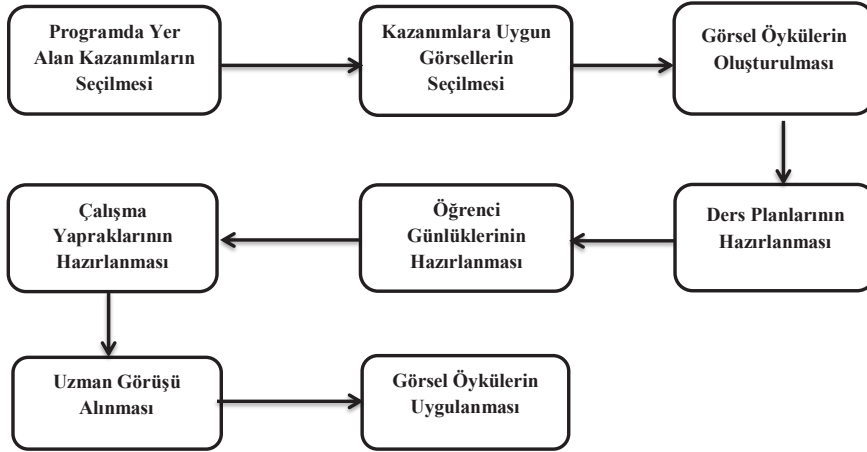 Programda Yer
Alan Kazanımların
Seçilmesi
Kazanımlara Uygun
Görsellerin
Seçilmesi
Görsel Öykülerin
Oluşturulması
Ders Planlarının
Hazırlanması
Öğrenci
Günlüklerinin
Hazırlanması
Çalışma
Yapraklarının
Hazırlanması
Uzman Görüşü
Alınması
Görsel Öykülerin
Uygulanması